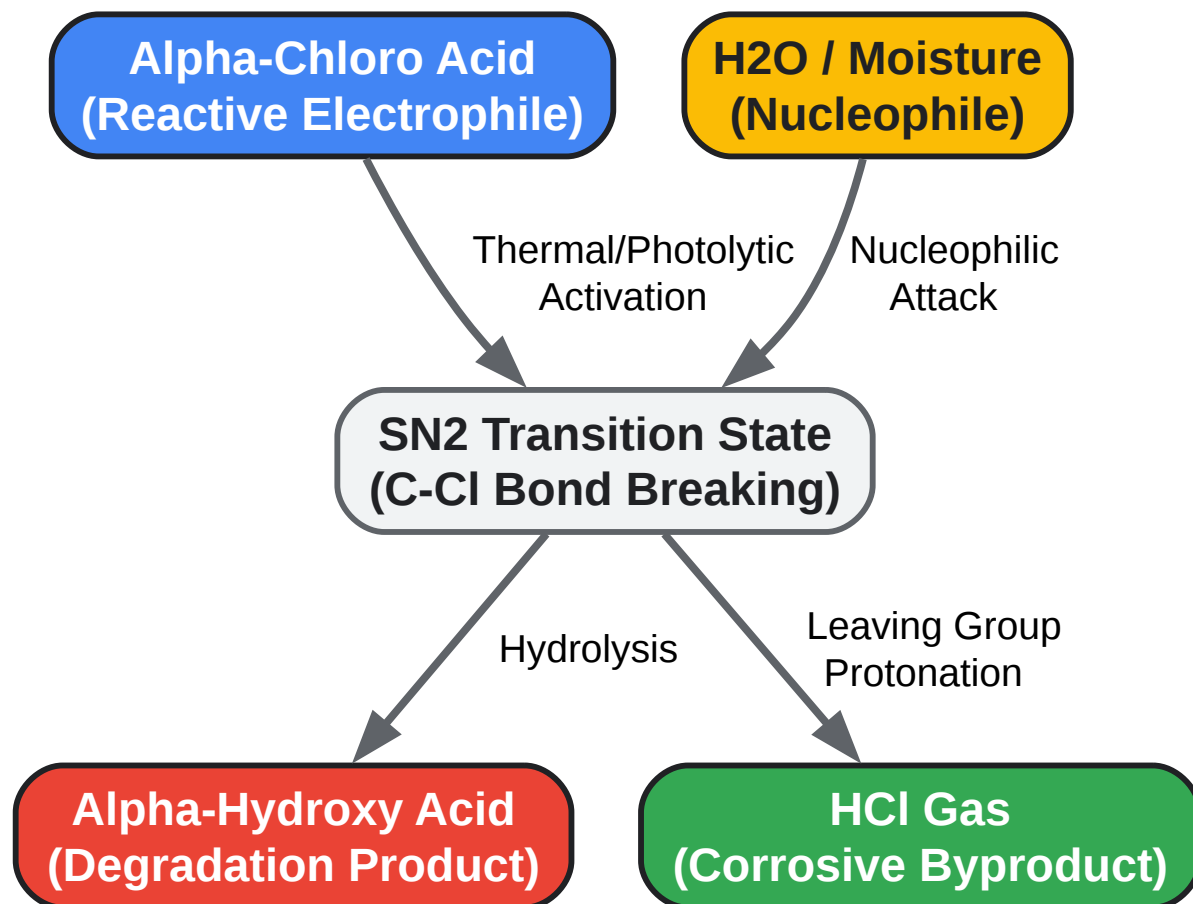 Alpha-Chloro Acid
(Reactive Electrophile)
H2O / Moisture
(Nucleophile)
Thermal/Photolytic
Activation
Nucleophilic
Attack
SN2 Transition State
(C-Cl Bond Breaking)
Hydrolysis
Leaving Group
Protonation
Alpha-Hydroxy Acid
(Degradation Product)
HCl Gas
(Corrosive Byproduct)